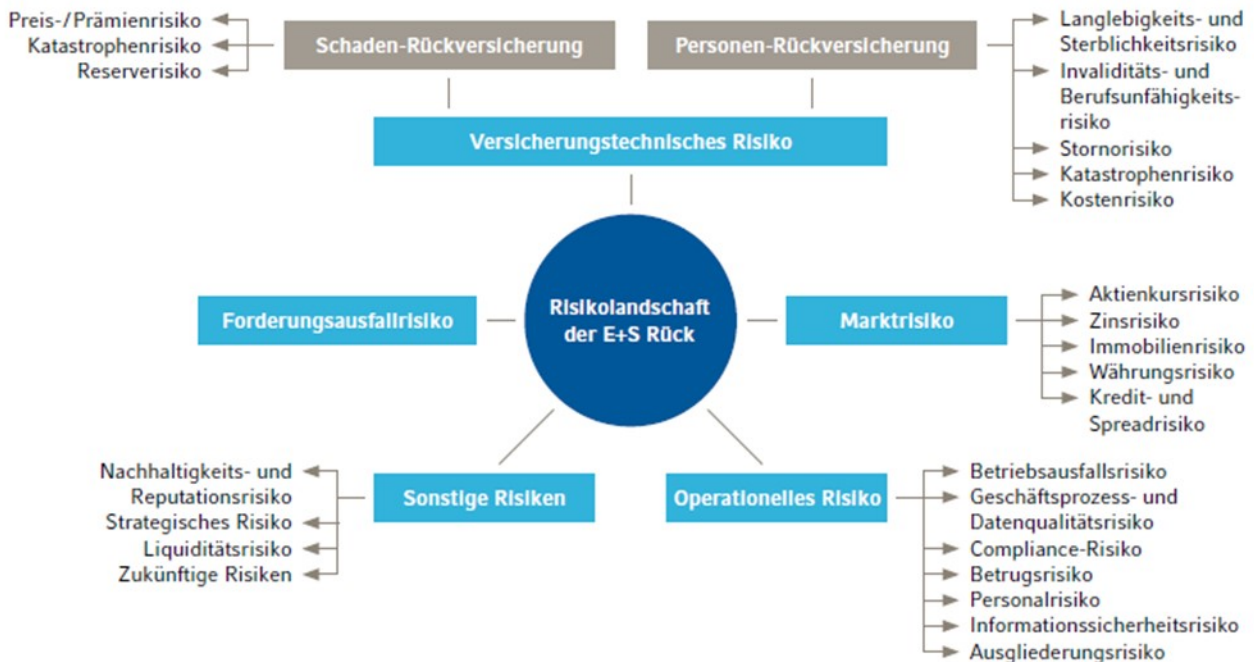 Preis-/Prämienrisiko
Katastrophenrisiko
Reserverisiko
Schaden-Rückversicherung
Personen-Rückversicherung
Langlebigkeits- und
Sterblichkeitsrisiko
Invaliditäts- und
Berufsunfähigkeits-
risiko
Stornorisiko
Katastrophenrisiko
Kostenrisiko
Versicherungstechnisches Risiko
Forderungsausfallrisiko
Risikolandschaft
der E+S Rück
Marktrisiko
Aktienkursrisiko
Zinsrisiko
Immobilienrisiko
Währungsrisiko
Kredit- und
Spreadrisiko
Nachhaltigkeits- und
Reputationsrisiko
Strategisches Risiko
Liquiditätsrisiko
Zukünftige Risiken
Sonstige Risiken
Operationelles Risiko
Betriebsausfallsrisiko
Geschäftsprozess- und
Datenqualitätsrisiko
Compliance-Risiko
Betrugsrisiko
Personalrisiko
Informationssicherheitsrisiko
Ausgliederungsrisiko